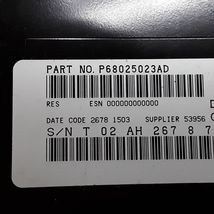 PART NO. P68025023AD
RES ESN 000000000000
DATE CODE 2678 1503 SUPPLIER 53956
S/N T 02 AH 267 8 7